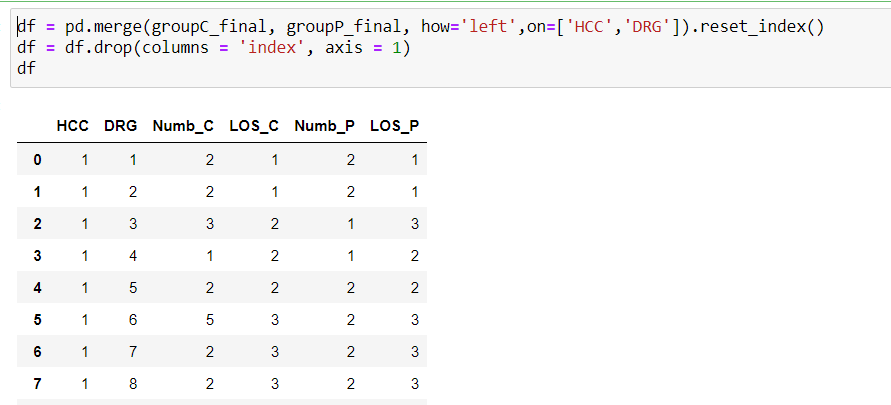 df = pd.merge(groupC_final, groupP_final, how='left',on=['HCC','DRG']).reset_index()
df = df.drop(columns = 'index', axis = 1)
df
HCC DRG Numb_C LOS_C Numb_P LOS_P
0 1 1 2 1 2 1
1 1 2 2 1 2 1
2 1 3 3 2 1 3
3 1 4 1 2 1 2
4 1 5 2 2 2 2
5 1 6 5 3 2 3
6 1 7 2 3 2 3
7 1 8 2 3 2 3